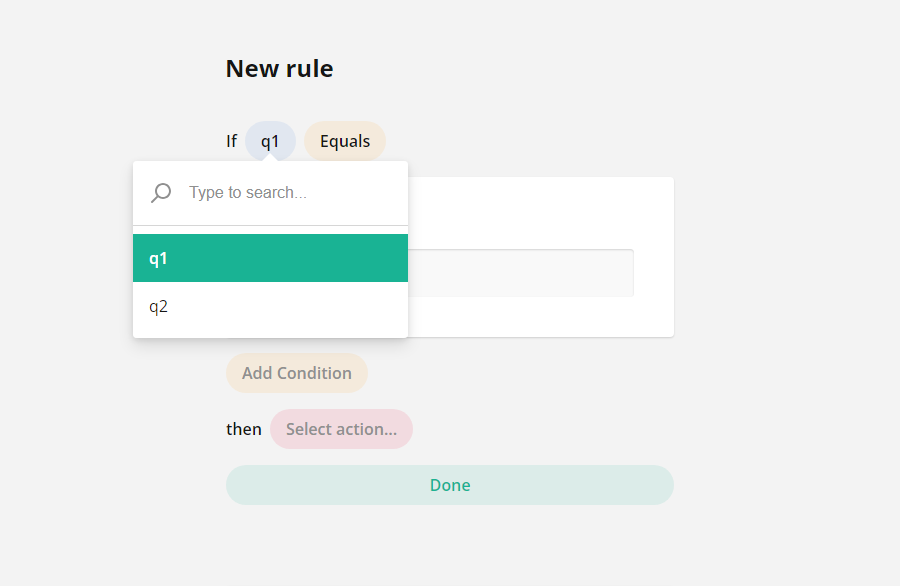 New rule
If q1 Equals
Type to search...
q1
q2
Add Condition
then Select action...
Done